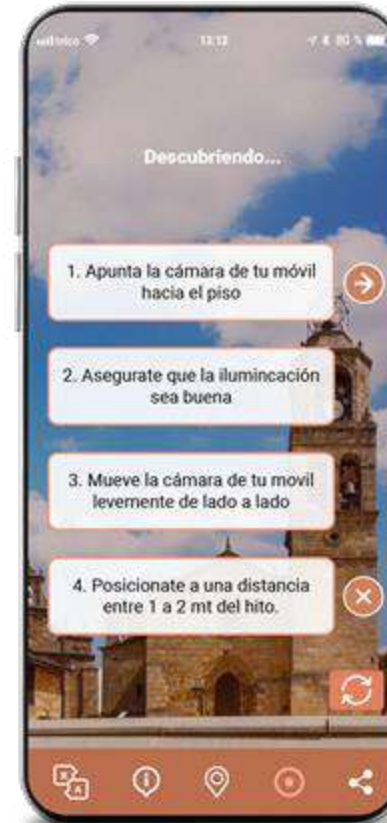 12:12
80 %
Descubriendo...
1. Apunta la cámara de tu móvil
hacia el piso
2. Asegurate que la ilumincación
sea buena
3. Mueve la cámara de tu movil
levemente de lado a lado
4. Posicionate a una distancia
entre 1 a 2 mt del hito.